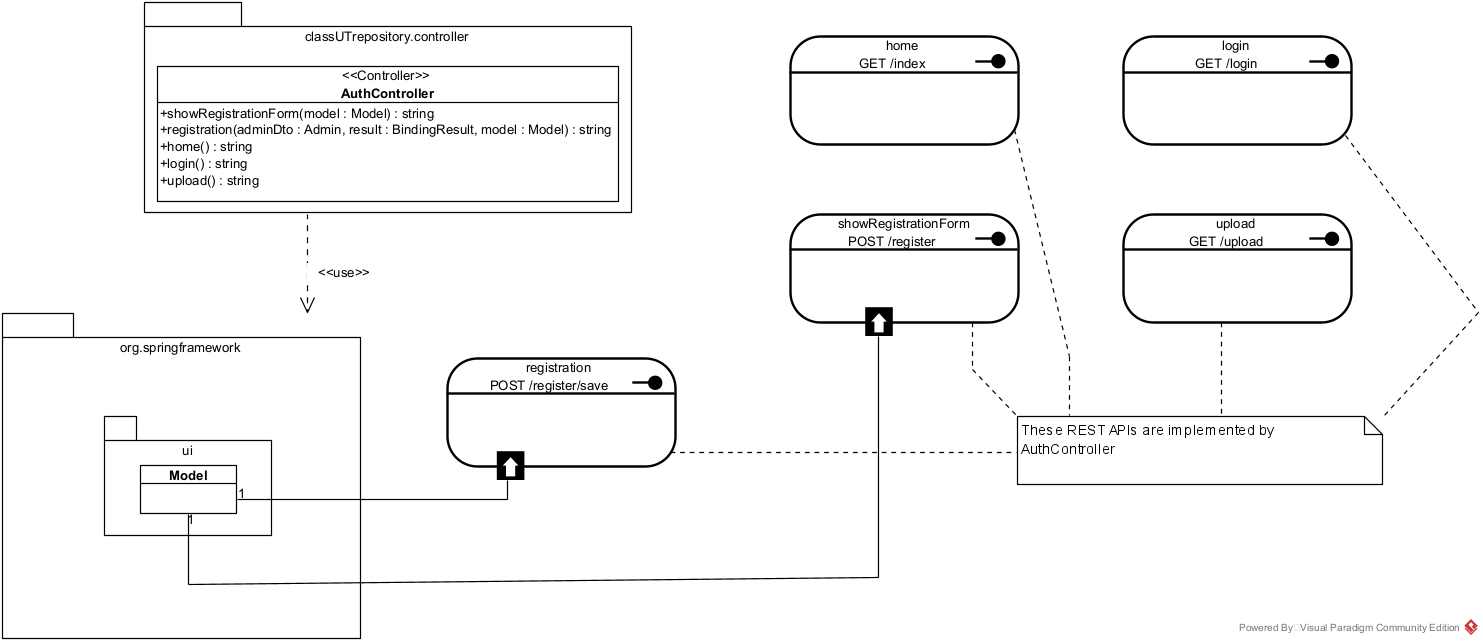 classUTrepository.controller
<<Controller>>
AuthController
+showRegistrationForm(model : Model) : string
+registration(adminDto : Admin, result : BindingResult, model : Model) : string
+home() : string
+login() : string
+upload() : string
<<use>>
home
GET /index
login
GET /login
showRegistrationForm
POST /register
upload
GET /upload
org.springframework
ui
Model
1
1
registration
POST /register/save
These REST APIs are implemented by
AuthController
Powered By Visual Paradigm Community Edition